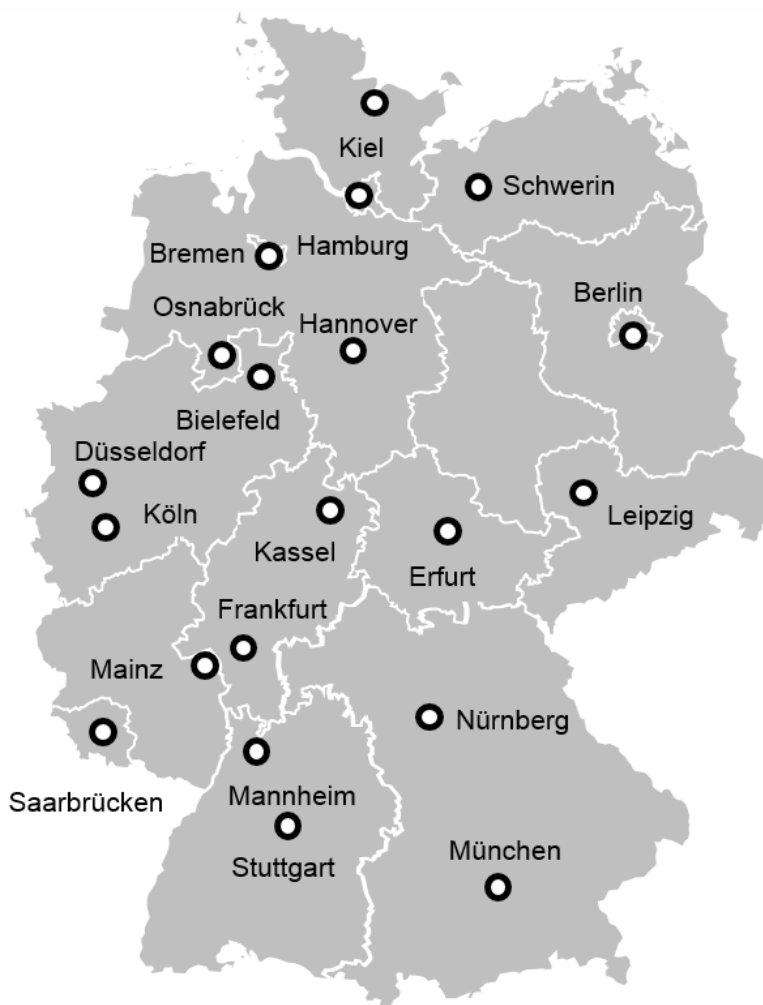 Kiel
Schwerin
Hamburg
Bremen
Berlin
Osnabrück
Hannover
Bielefeld
Düsseldorf
Köln
Leipzig
Kassel
Erfurt
Frankfurt
Mainz
Nürnberg
Saarbrücken
Mannheim
München
Stuttgart